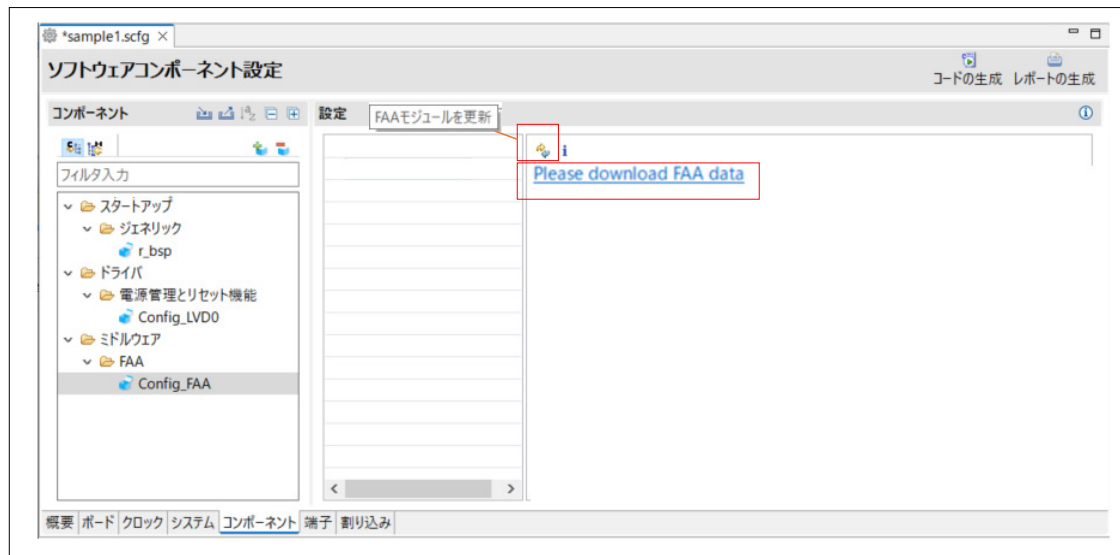 *sample1.scfg
ソフトウェアコンポーネント設定
コードの生成 レポートの生成
コンポーネント
設定
FAAモジュールを更新
フィルタ入力
Please download FAA data
スタートアップ
ジェネリック
r_bsp
ドライバ
電源管理とリセット機能
Config_LVD0
ミドルウェア
FAA
Config_FAA
概要 ボード クロック システム コンポーネント 端子 割り込み